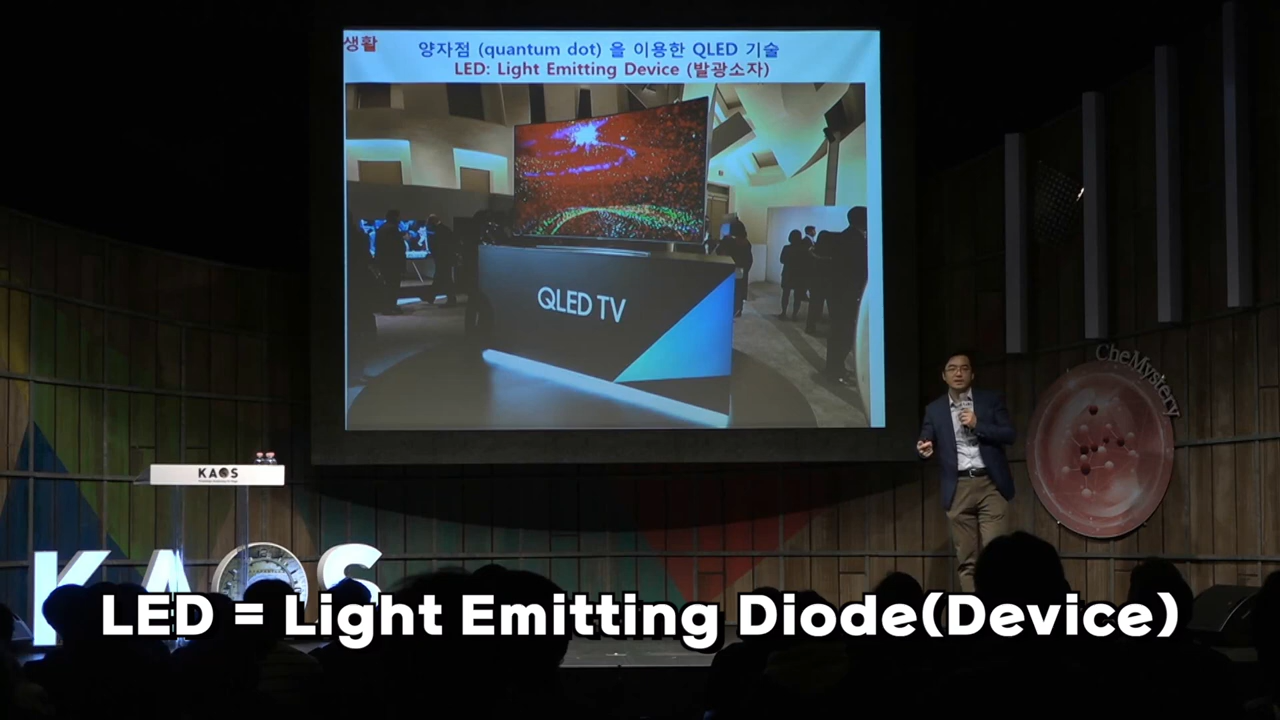 생활
양자점 (quantum dot) 을 이용한 QLED 기술
LED: Light Emitting Device (발광소자)
QLED TV
CheMystery
KAOS
KAOS
LED = Light Emitting Diode(Device)